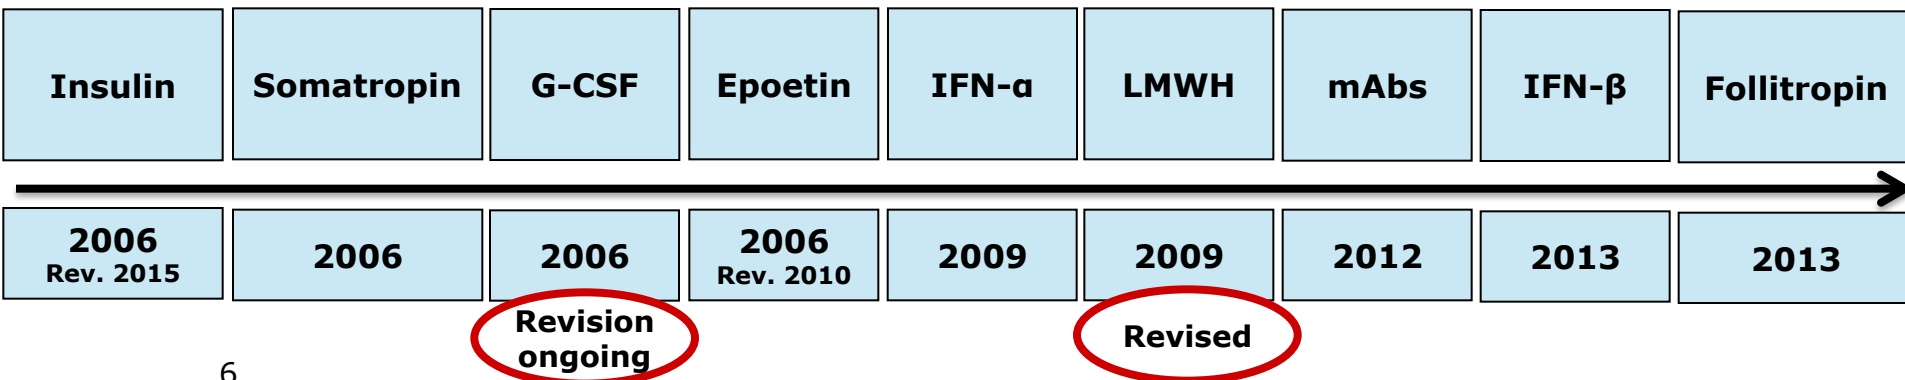 Insulin
Somatropin
G-CSF
Epoetin
IFN-α
LMWH
mAbs
IFN-β
Follitropin
2006
Rev. 2015
2006
2006
2006
Rev. 2010
2009
2009
2012
2013
2013
Revision
ongoing
Revised
6